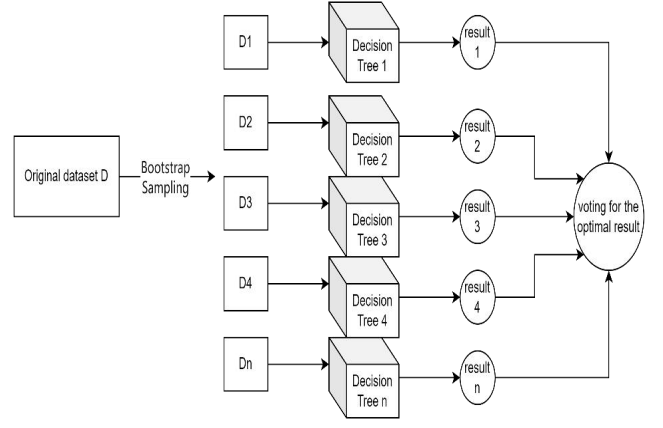 D1
Decision
Tree 1
result
1
D2
Decision
Tree 2
result
2
Original dataset D
Bootstrap
Sampling
D3
Decision
Tree 3
result
3
voting for the
optimal result
D4
Decision
Tree 4
result
4
Dn
Decision
Tree n
result
n